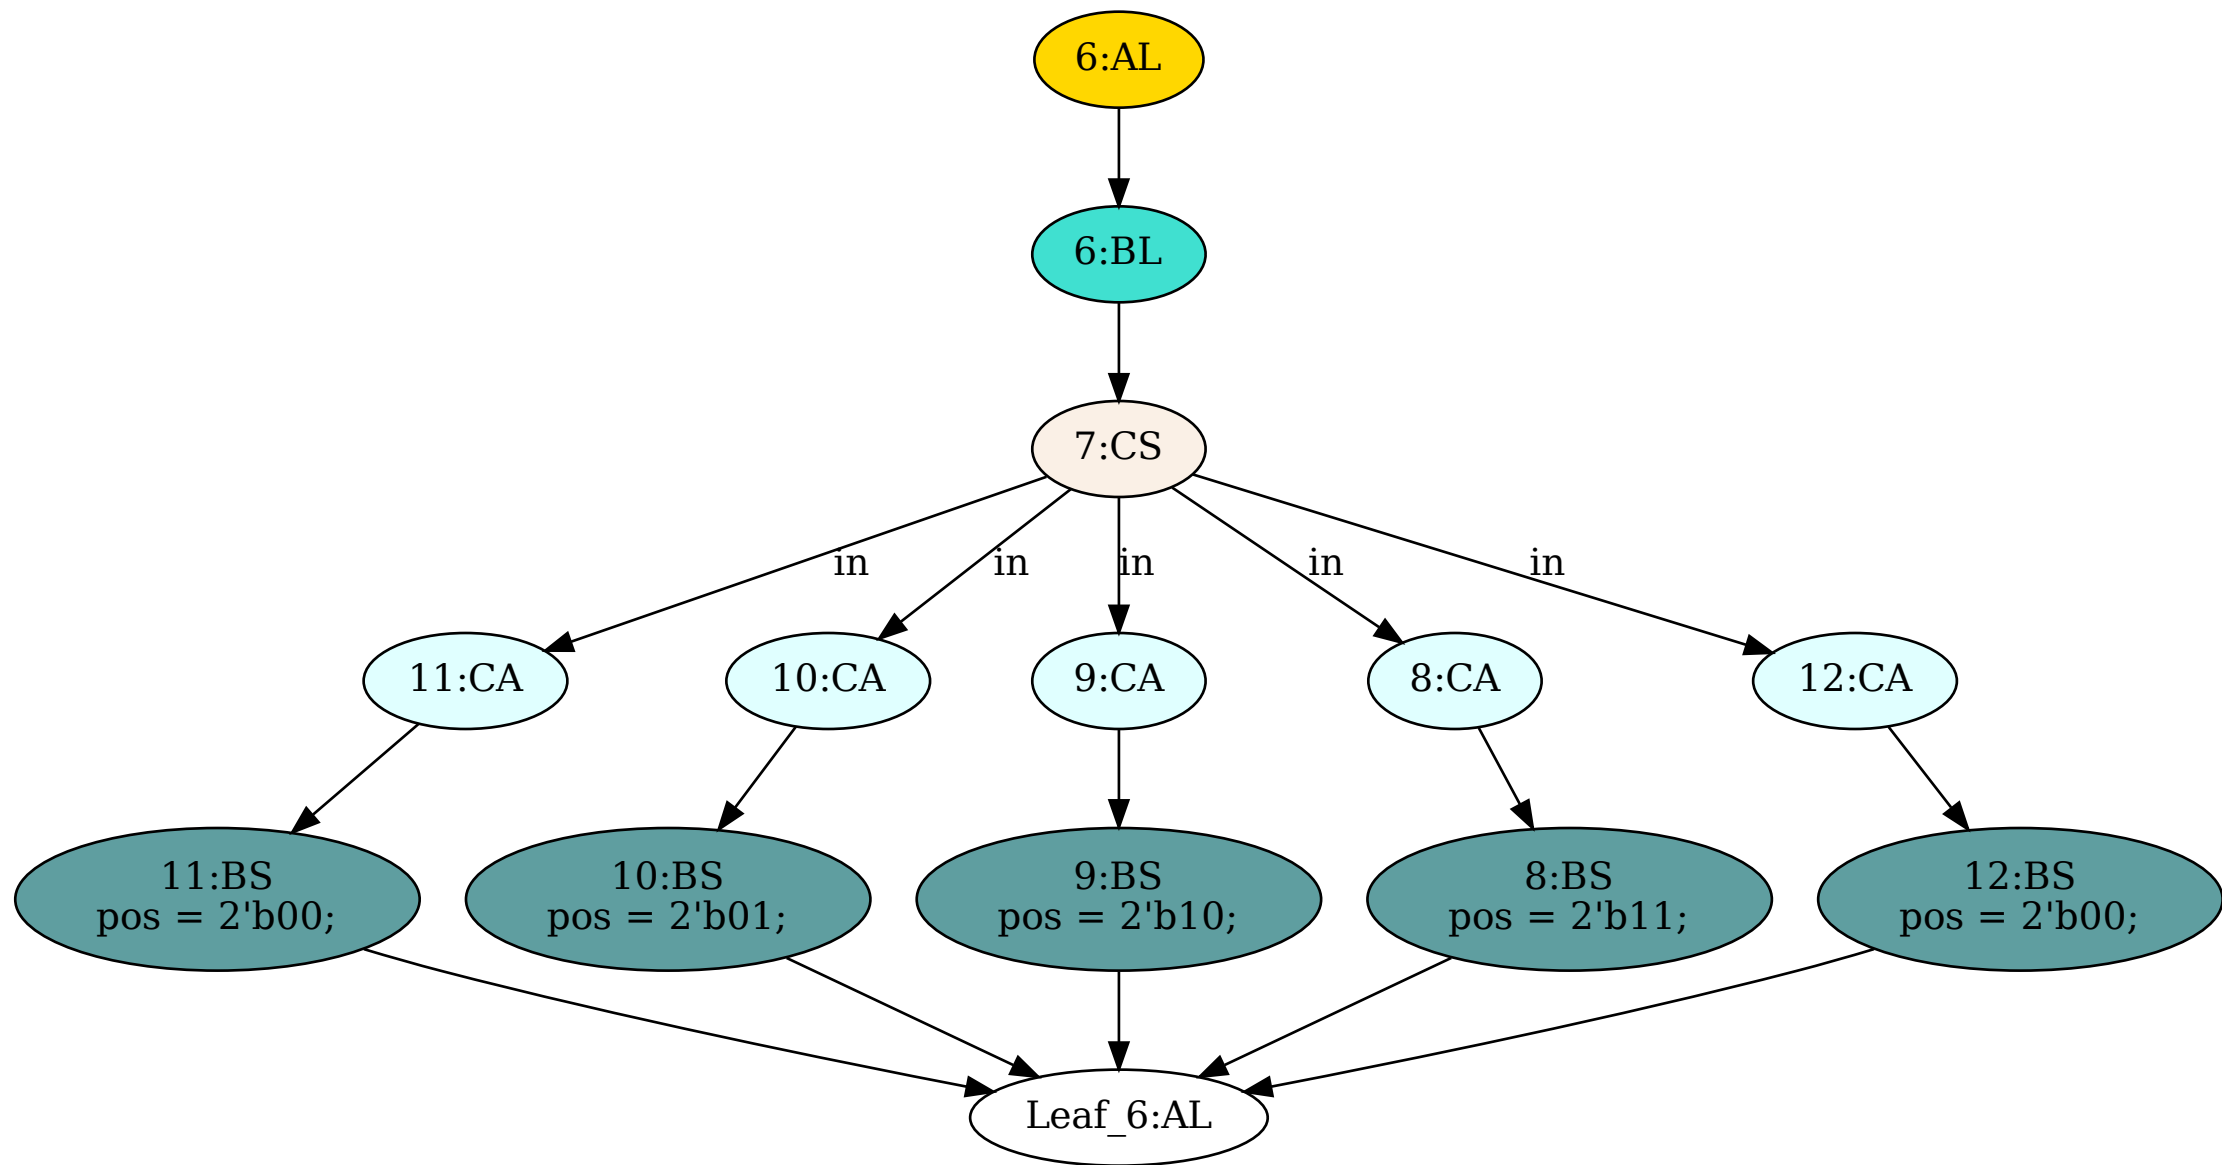 6:AL
6:BL
7:CS
in
in
in
in
in
11:CA
10:CA
9:CA
8:CA
12:CA
11:BS
pos = 2'b00;
10:BS
pos = 2'b01;
9:BS
pos = 2'b10;
8:BS
pos = 2'b11;
12:BS
pos = 2'b00;
Leaf_6:AL